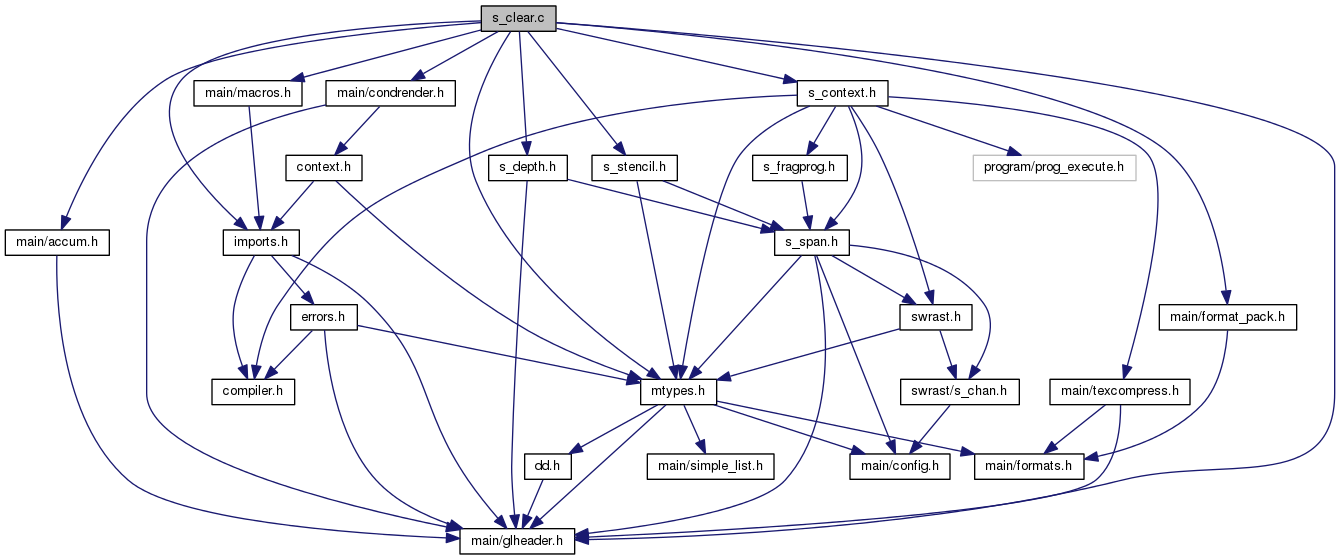 s_clear.c
main/macros.h
main/condrender.h
s_context.h
context.h
s_depth.h
s_stencil.h
s_fragprog.h
program/prog_execute.h
main/accum.h
imports.h
s_span.h
errors.h
swrast.h
main/format_pack.h
compiler.h
mtypes.h
swrast/s_chan.h
main/texcompress.h
dd.h
main/simple_list.h
main/config.h
main/formats.h
main/glheader.h